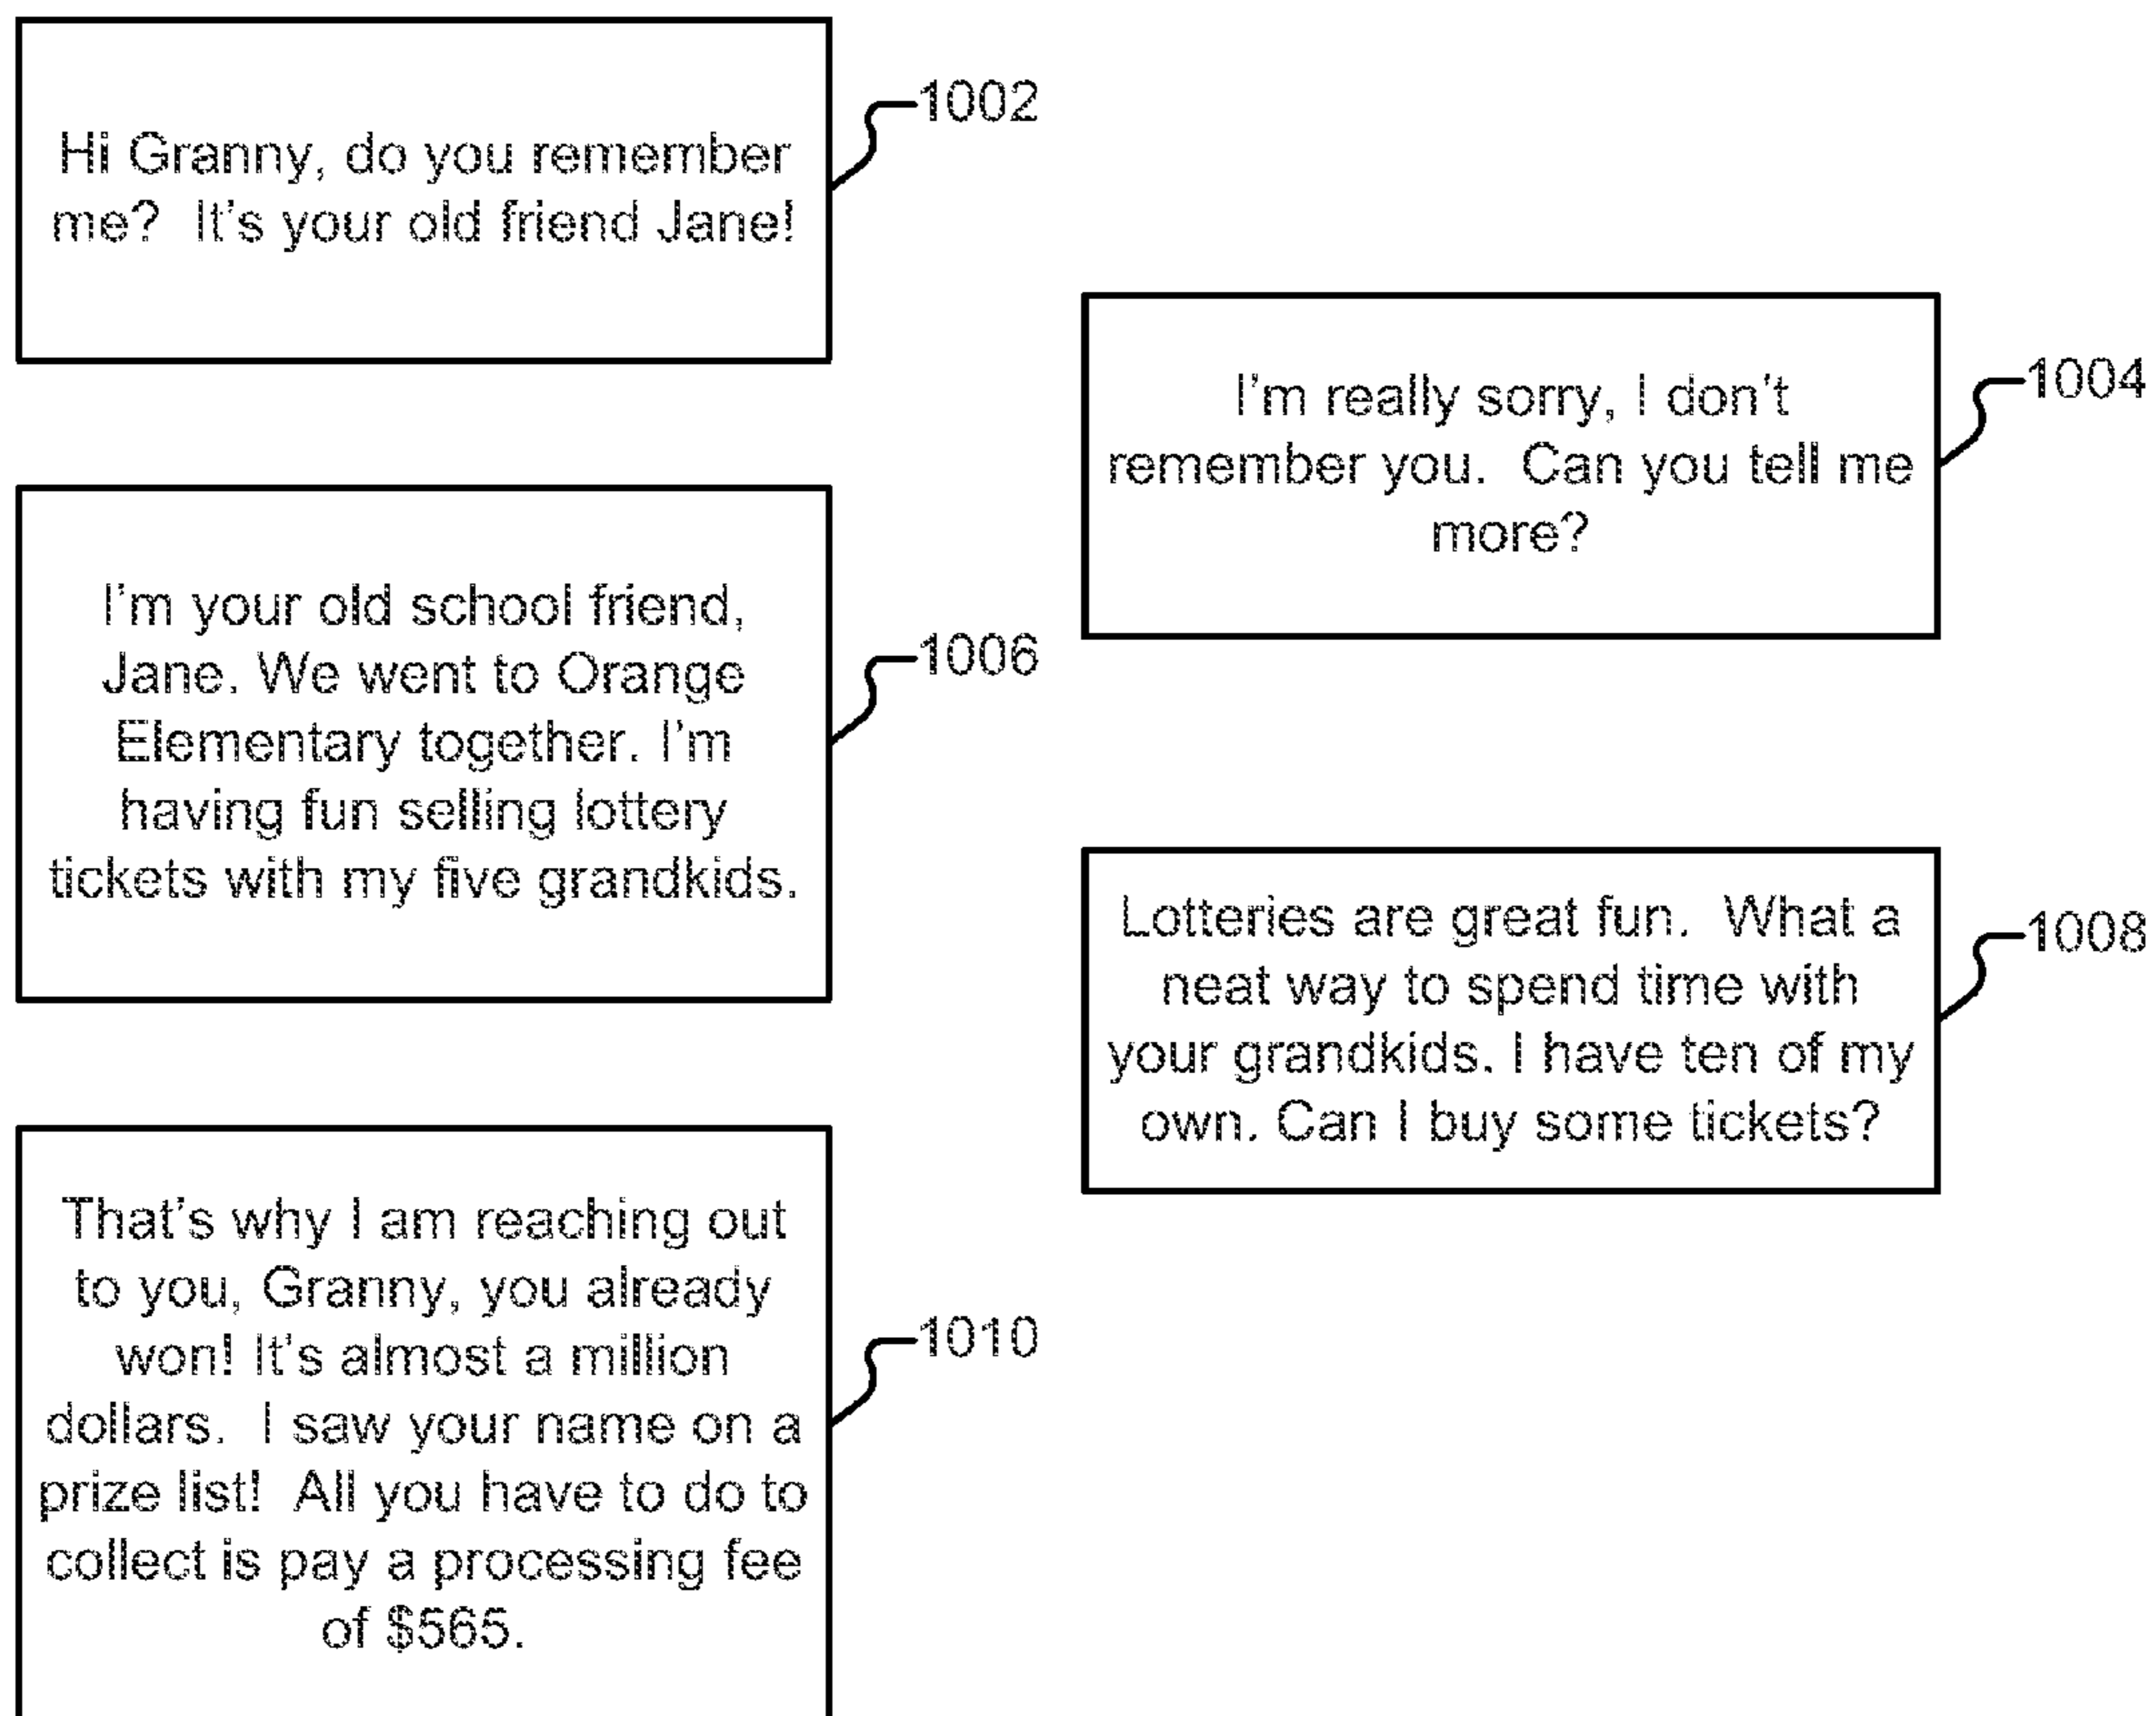 Hi Granny, do you remember
me?  It's your old friend Jane!
1002
I'm really sorry, I don't
remember you.  Can you tell me
more?
1004
I'm your old school friend,
Jane. We went to Orange
Elementary together. I'm
having fun selling lottery
tickets with my five grandkids.
1006
Lotteries are great fun.  What a
neat way to spend time with
your grandkids. I have ten of my
own. Can I buy some tickets?
1008
That's why I am reaching out
to you, Granny, you already
won! It's almost a million
dollars.  I saw your name on a
prize list!  All you have to do to
collect is pay a processing fee
of $565.
1010